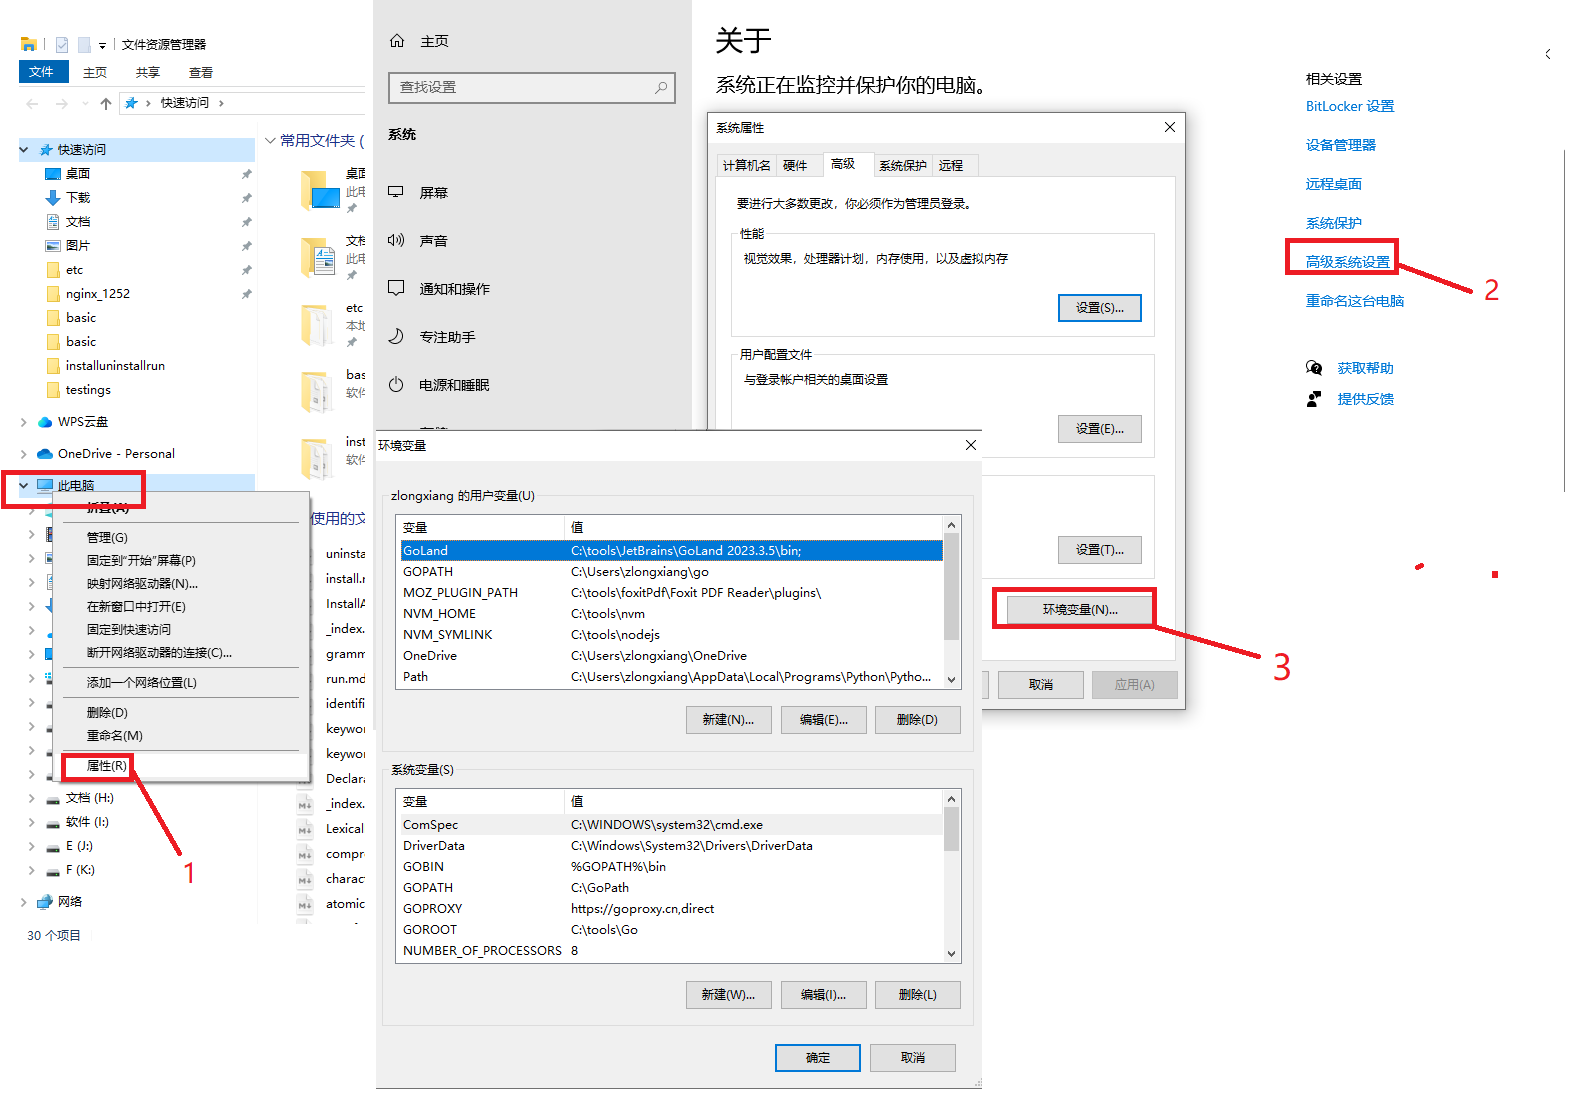 文件资源管理器
文件
主页
共享
查看
快速访问
快速访问
桌面
下载
文档
图片
etc
nginx_1252
basic
basic
installuninstallrun
testings
WPS云盘
OneDrive - Personal
此电脑
折叠(A)
管理(G)
固定到"开始"屏幕(P)
映射网络驱动器(N)...
在新窗口中打开(E)
固定到快速访问
断开网络驱动器的连接(C)...
添加一个网络位置(L)
删除(D)
重命名(M)
属性(R)
1
文档 (H:)
软件 (I:)
E (J:)
F (K:)
网络
30 个项目
常用文件夹 (
桌面
此电
文档
此电
etc
本地
bas
软件
inst
软件
使用的文
uninsta
install.r
InstallA
_index.
gramm
run.md
identifi
keywor
keywor
Declara
_index.
Lexical
compr
charact
atomic
主页
查找设置
系统
屏幕
声音
通知和操作
专注助手
电源和睡眠
关于
系统正在监控并保护你的电脑。
系统属性
计算机名
硬件
高级
系统保护
远程
要进行大多数更改，你必须作为管理员登录。
性能
视觉效果，处理器计划，内存使用，以及虚拟内存
设置(S)...
用户配置文件
与登录帐户相关的桌面设置
设置(E)...
设置(T)...
环境变量(N)...
3
取消
应用(A)
相关设置
BitLocker 设置
设备管理器
远程桌面
系统保护
高级系统设置
2
重命名这台电脑
获取帮助
提供反馈
环境变量
zlongxiang 的用户变量(U)
变量 值
GoLand C:\tools\JetBrains\GoLand 2023.3.5\bin;
GOPATH C:\Users\zlongxiang\go
MOZ_PLUGIN_PATH C:\tools\foxitPdf\Foxit PDF Reader\plugins\
NVM_HOME C:\tools\nvm
NVM_SYMLINK C:\tools\nodejs
OneDrive C:\Users\zlongxiang\OneDrive
Path C:\Users\zlongxiang\AppData\Local\Programs\Python\Pytho...
新建(N)... 编辑(E)... 删除(D)
系统变量(S)
变量 值
ComSpec C:\WINDOWS\system32\cmd.exe
DriverData C:\Windows\System32\Drivers\DriverData
GOBIN %GOPATH%\bin
GOPATH C:\GoPath
GOPROXY https://goproxy.cn,direct
GOROOT C:\tools\Go
NUMBER_OF_PROCESSORS 8
新建(W)... 编辑(I)... 删除(L)
确定 取消